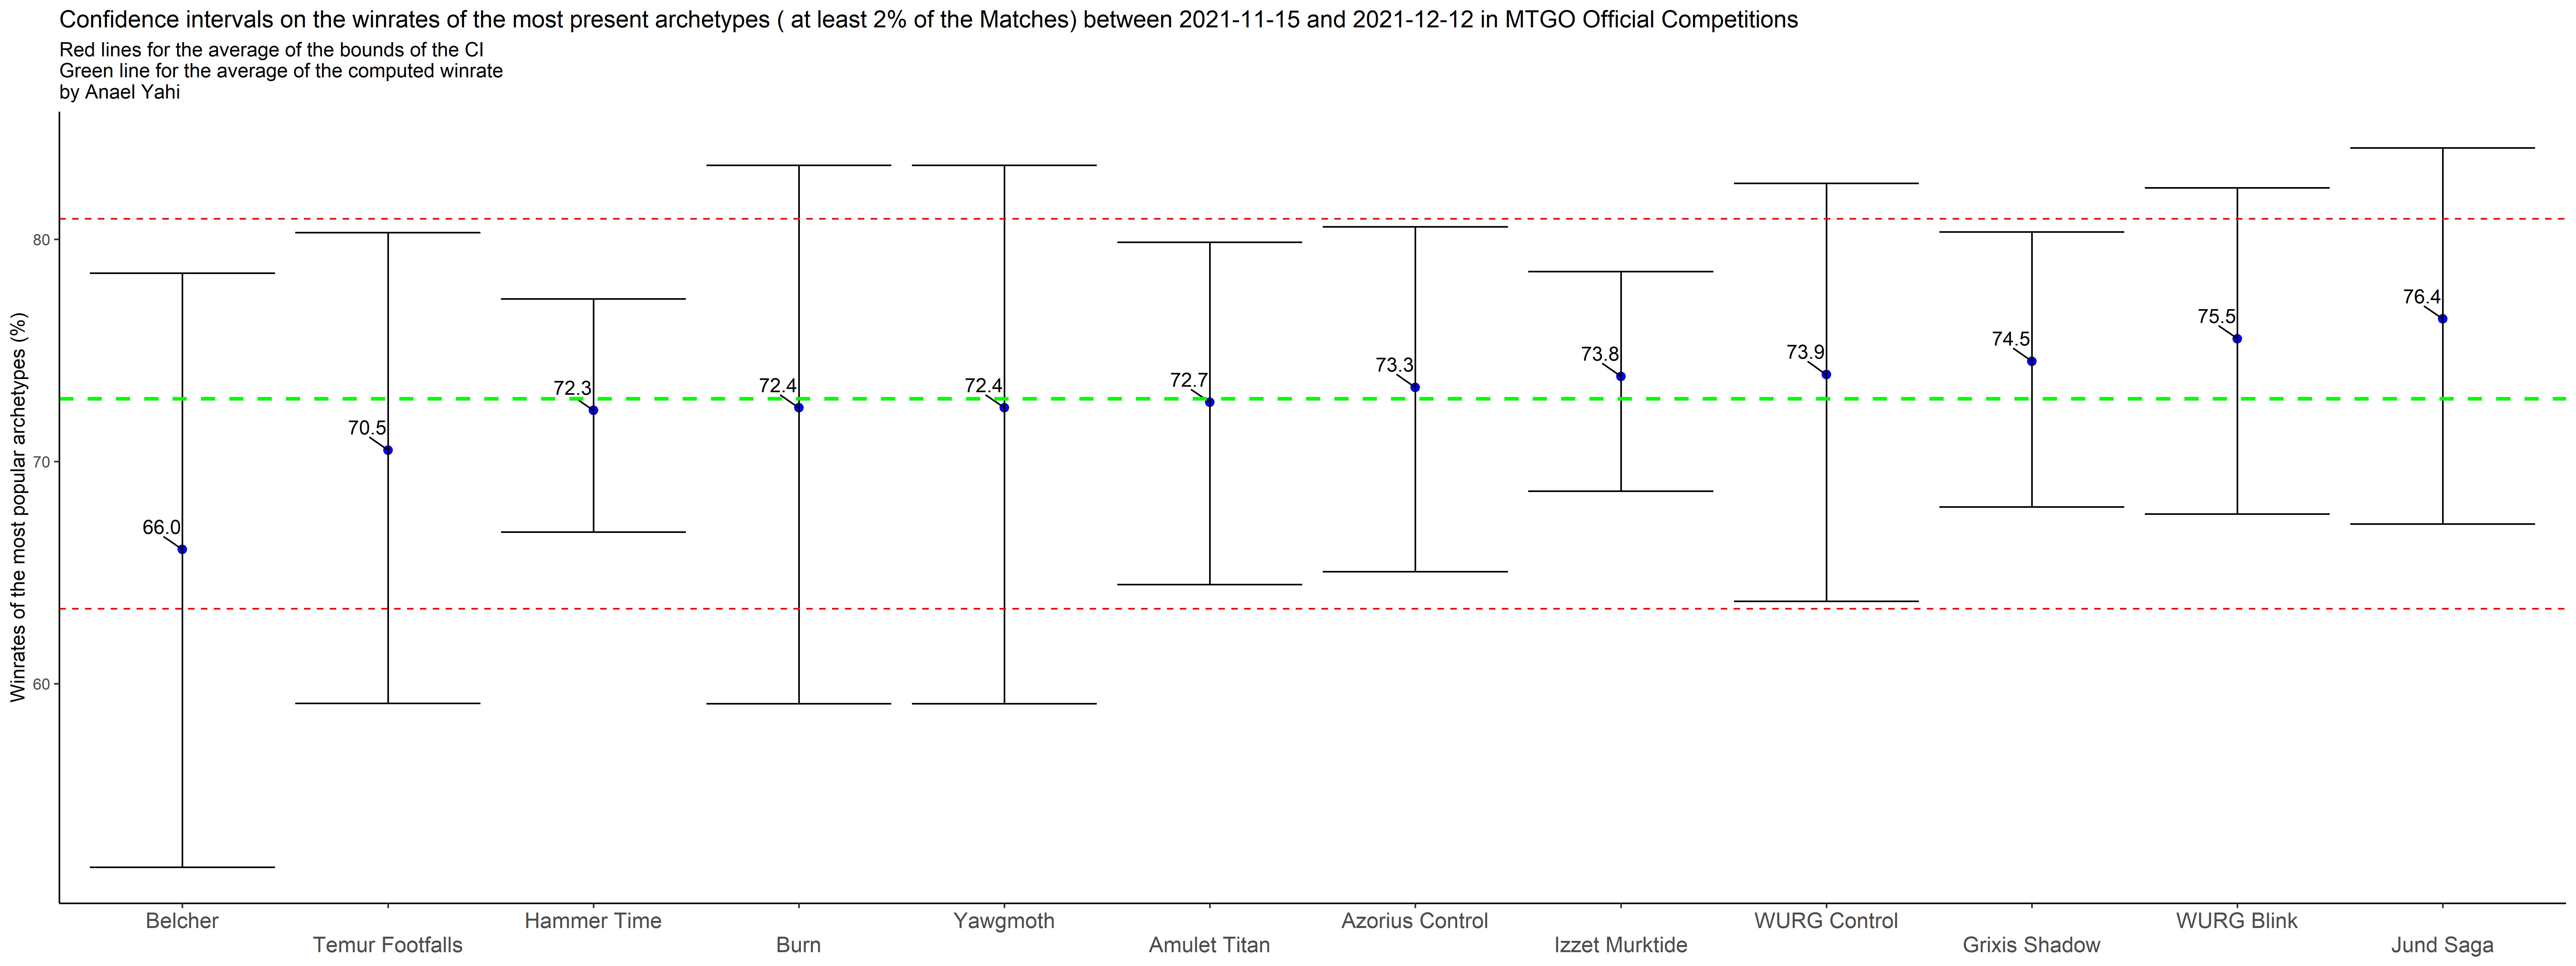 Confidence intervals on the winrates of the most present archetypes ( at least 2% of the Matches) between 2021-11-15 and 2021-12-12 in MTGO Official Competitions
Red lines for the average of the bounds of the CI
Green line for the average of the computed winrate
by Anael Yahi
Winrates of the most popular archetypes (%)
80
70
60
66.0
70.5
72.3
72.4
72.4
72.7
73.3
73.8
73.9
74.5
75.5
76.4
Belcher
Temur Footfalls
Hammer Time
Burn
Yawgmoth
Amulet Titan
Azorius Control
Izzet Murktide
WURG Control
Grixis Shadow
WURG Blink
Jund Saga